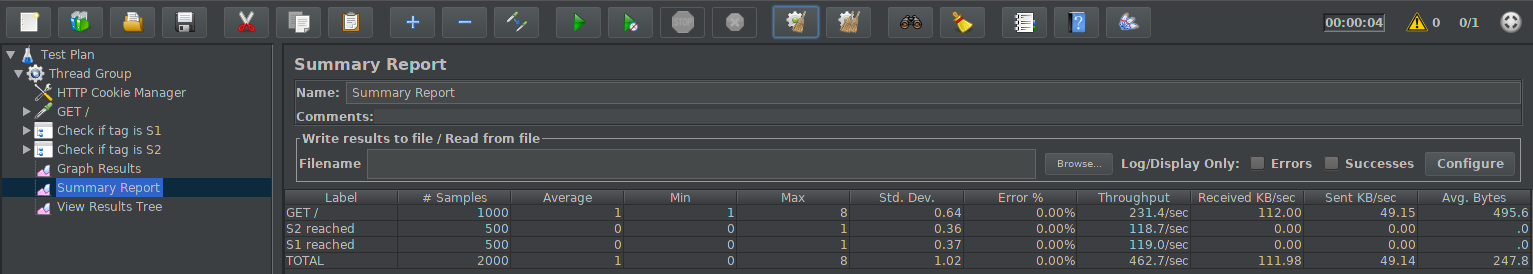 STOP
00:00:04 0 0/1
Test Plan
Thread Group
HTTP Cookie Manager
GET /
Check if tag is S1
Check if tag is S2
Graph Results
Summary Report
View Results Tree
Summary Report
Name: Summary Report
Comments:
Write results to file / Read from file
Filename Browse... Log/Display Only: Errors Successes Configure
Label # Samples Average Min Max Std. Dev. Error % Throughput Received KB/sec Sent KB/sec Avg. Bytes
GET / 1000 1 1 8 0.64 0.00% 231.4/sec 112.00 49.15 495.6
S2 reached 500 0 0 1 0.36 0.00% 118.7/sec 0.00 0.00 .0
S1 reached 500 0 0 1 0.37 0.00% 119.0/sec 0.00 0.00 .0
TOTAL 2000 1 0 8 1.02 0.00% 462.7/sec 111.98 49.14 247.8